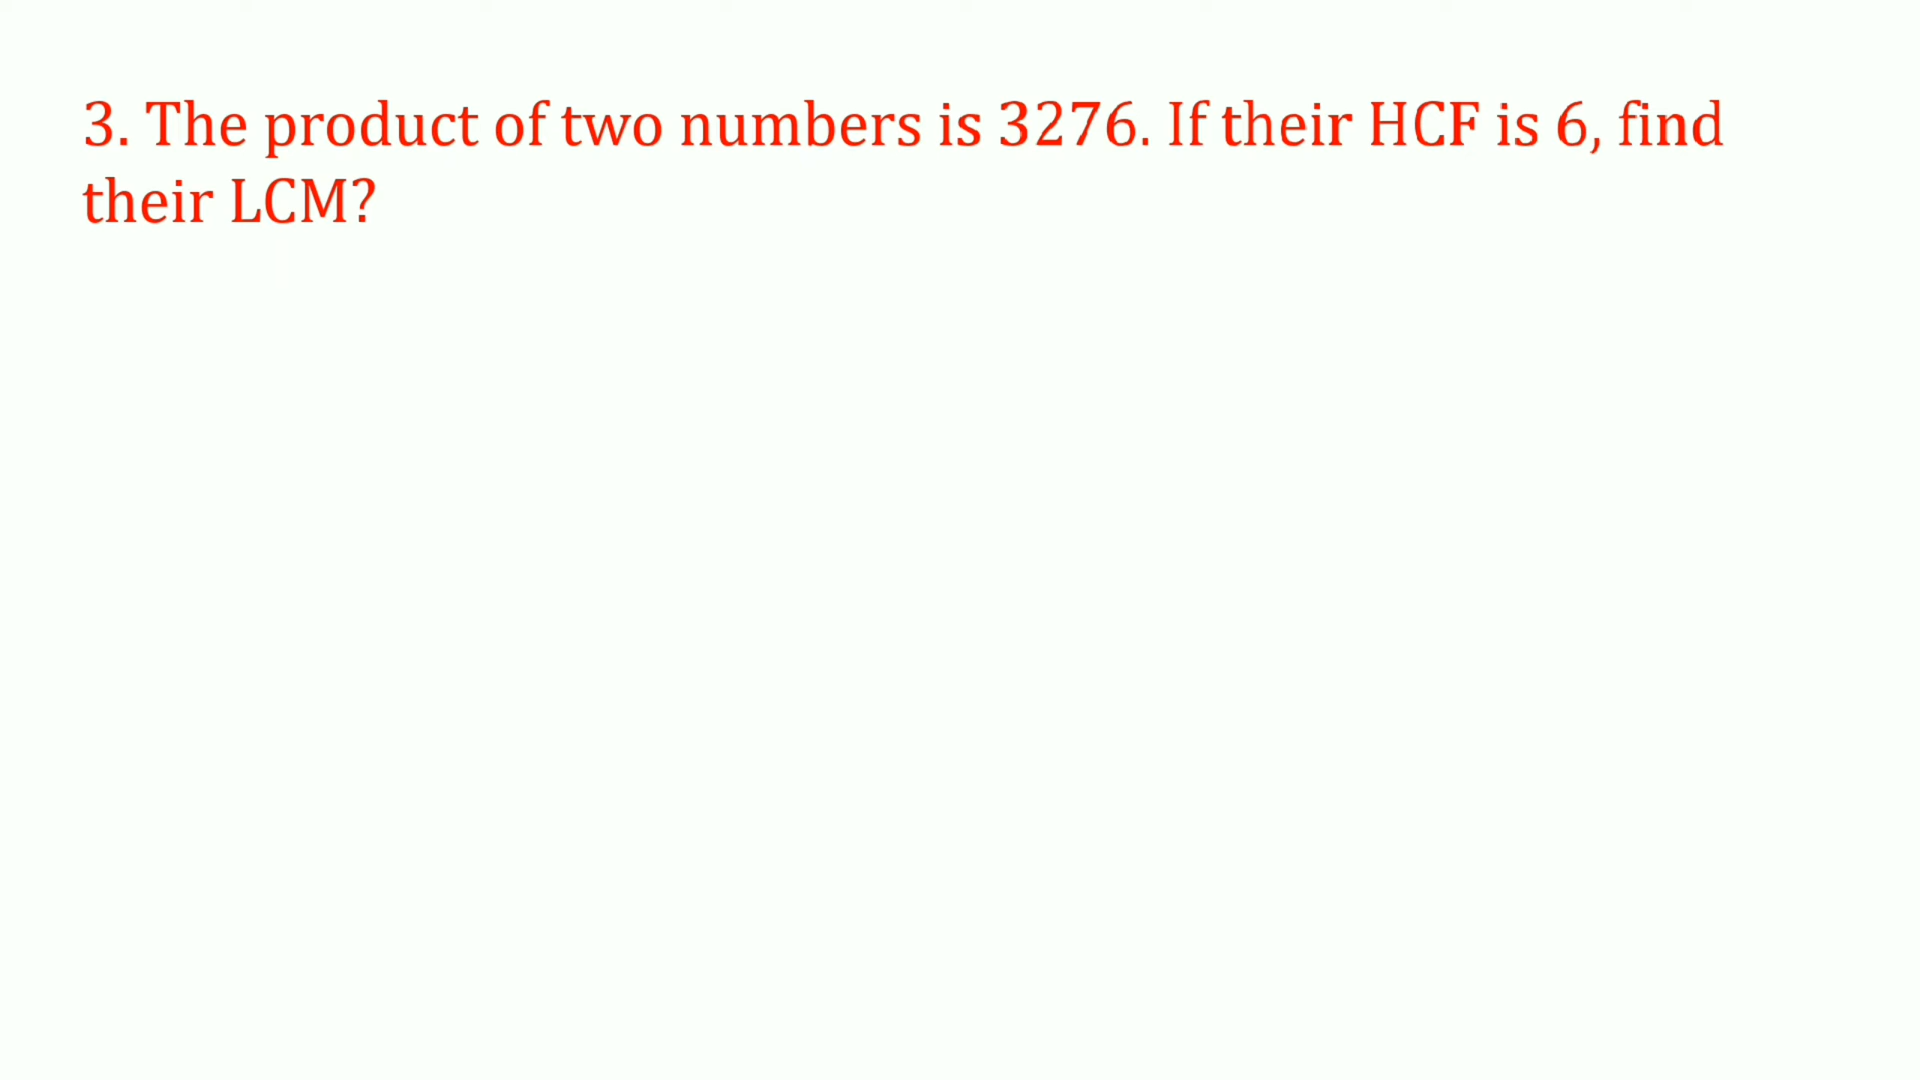 3. The product of two numbers is 3276. If their HCF is 6, find
their LCM?